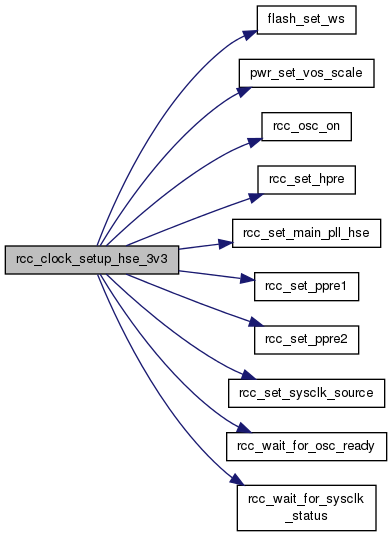 flash_set_ws
pwr_set_vos_scale
rcc_osc_on
rcc_set_hpre
rcc_set_main_pll_hse
rcc_clock_setup_hse_3v3
rcc_set_ppre1
rcc_set_ppre2
rcc_set_sysclk_source
rcc_wait_for_osc_ready
rcc_wait_for_sysclk
_status